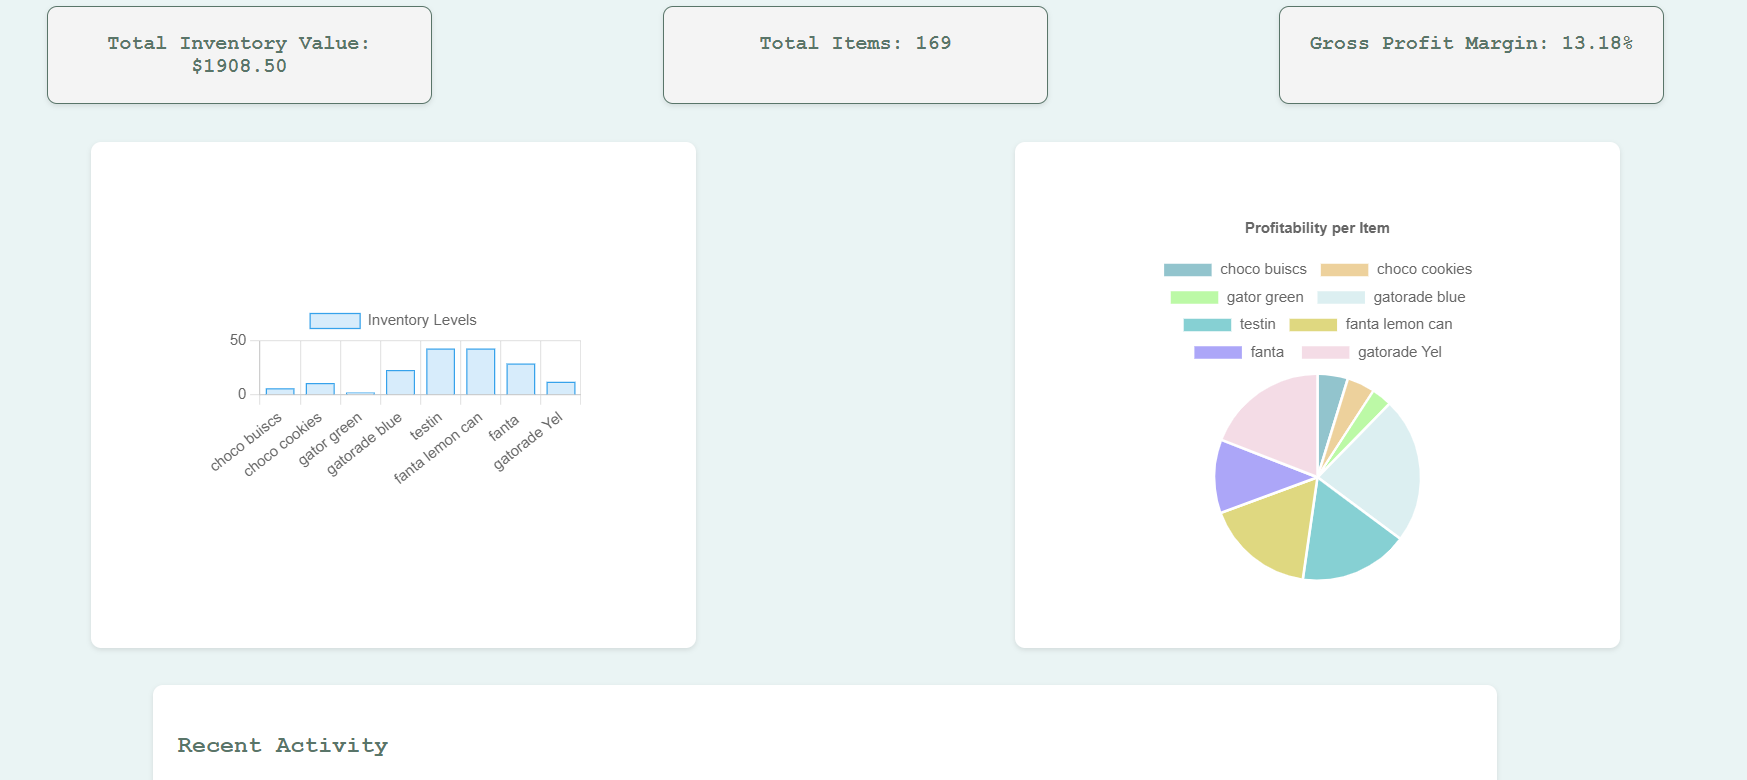 Total Inventory Value:
$1908.50
Total Items: 169
Gross Profit Margin: 13.18%
Inventory Levels
50
0
choco buiscs
choco cookies
gator green
gatorade blue
testin
fanta lemon can
fanta
gatorade Yel
Profitability per Item
choco buiscs choco cookies
gator green gatorade blue
testin fanta lemon can
fanta gatorade Yel
Recent Activity